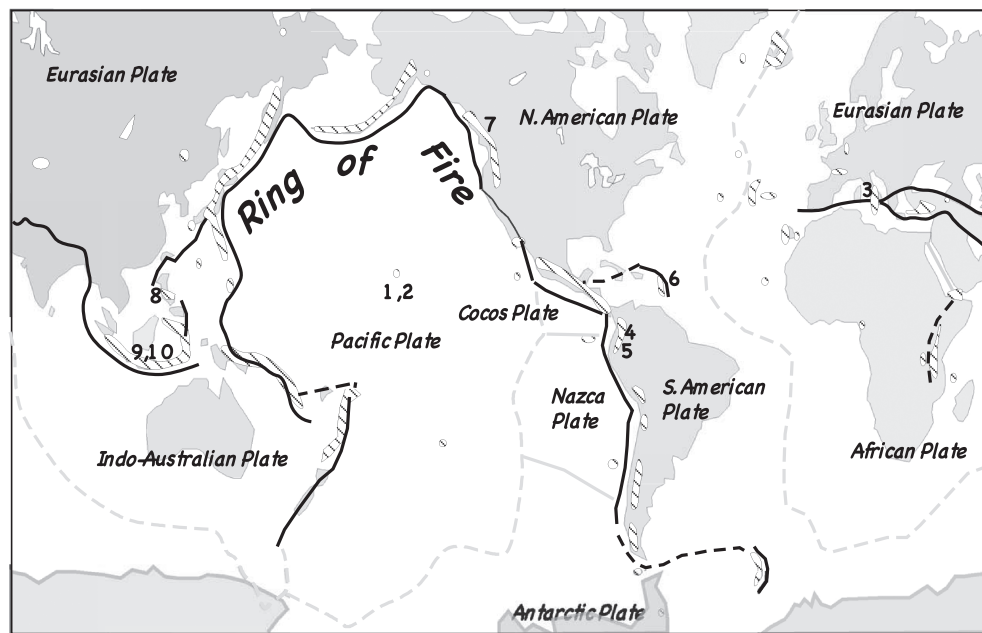 Eurasian Plate
N. American Plate
Eurasian Plate
7
Ring of Fire
3
8
1,2
6
Cocos Plate
9,10
Pacific Plate
4
5
Nazca
Plate
S. American
Plate
Indo-Australian Plate
African Plate
Antarctic Plate